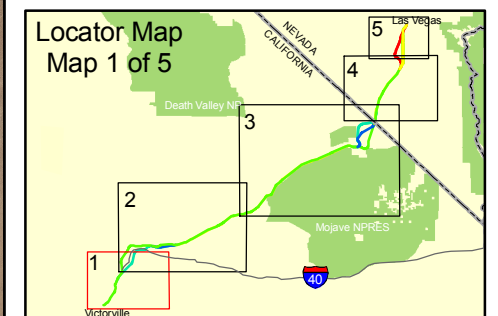 Locator Map
Map 1 of 5
NEVADA
CALIFORNIA
5
Las Vegas
4
Death Valley NP
3
2
Mojave NPRES
1
40
Victorville